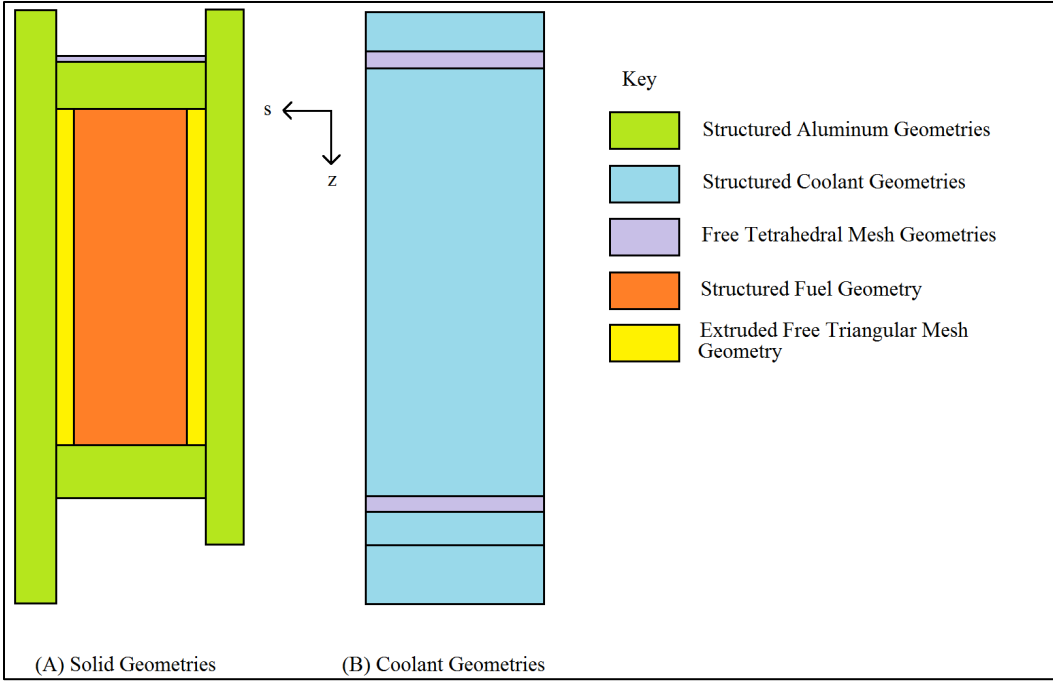 Key
s
z
Structured Aluminum Geometries
Structured Coolant Geometries
Free Tetrahedral Mesh Geometries
Structured Fuel Geometry
Extruded Free Triangular Mesh
Geometry
(A) Solid Geometries
(B) Coolant Geometries